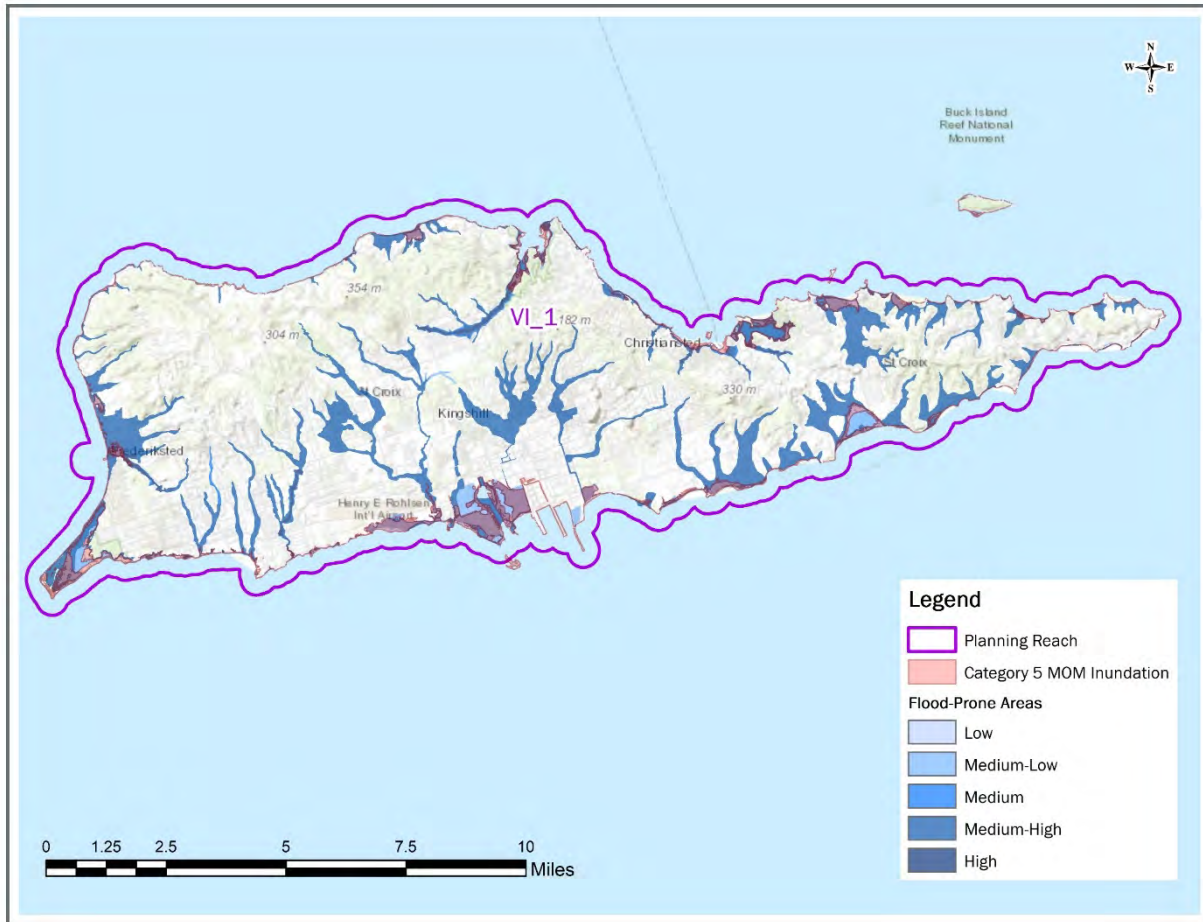 N
W E
S
Buck Island
Reef National
Monument
354 m
VI_1
182 m
304 m
Christiansted
St Croix
330 m
N Croix
Kingshill
Frederiksted
Henry E Rohlsen
Int'l Airport
Legend
Planning Reach
Category 5 MOM Inundation
Flood-Prone Areas
Low
Medium-Low
Medium
Medium-High
High
0 1.25 2.5 5 7.5 10
Miles